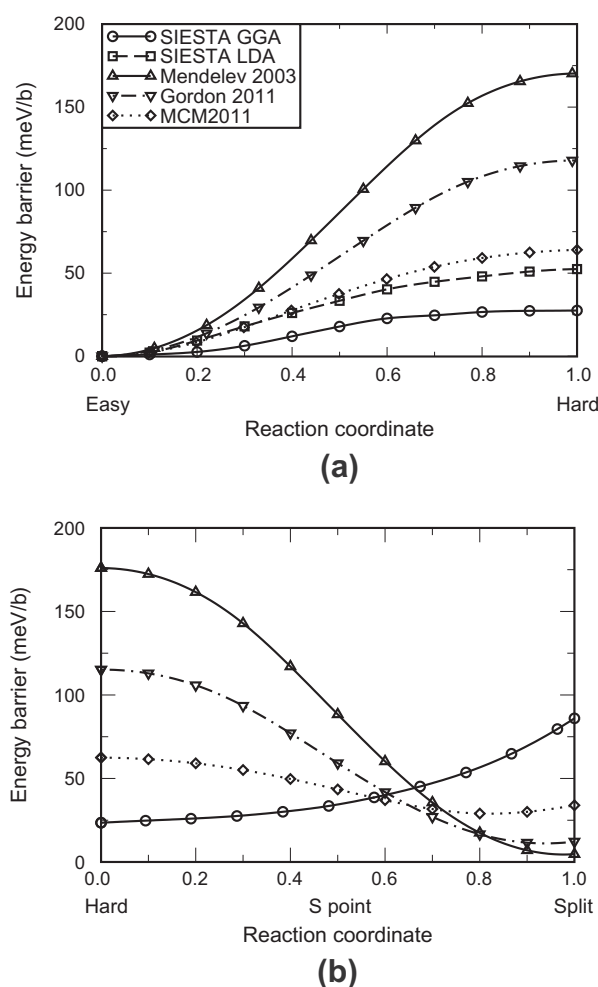 SIESTA GGA
SIESTA LDA
Mendelev 2003
Gordon 2011
MCM2011
200
150
100
50
0
Energy barrier (meV/b)
0.0 0.2 0.4 0.6 0.8 1.0
Easy Hard
Reaction coordinate
(a)
200
150
100
50
0
Energy barrier (meV/b)
0.0 0.2 0.4 0.6 0.8 1.0
Hard S point Split
Reaction coordinate
(b)